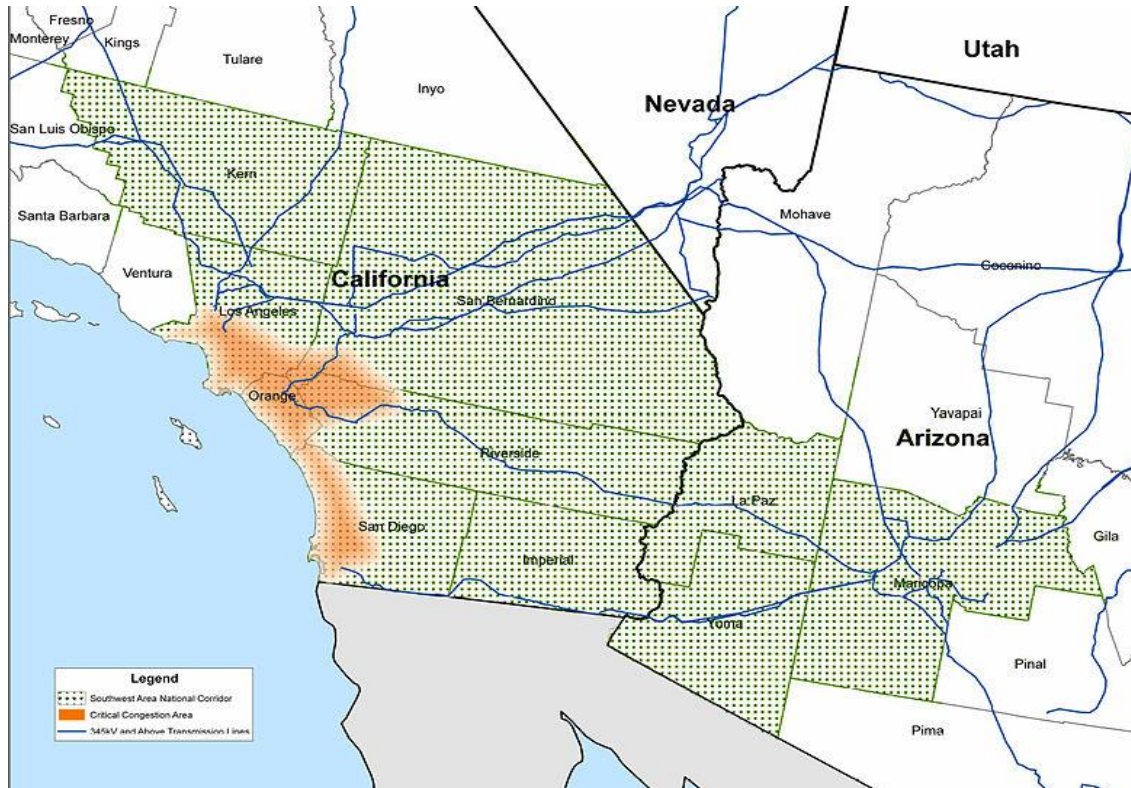 Fresno
Monterey
Kings
Tulare
Inyo
Utah
Nevada
San Luis Obispo
Kern
Santa Barbara
Mohave
Ventura
California
Coconino
San Bernardino
Los Angeles
Orange
Yavapai
Arizona
Riverside
La Paz
San Diego
Gila
Imperial
Maricopa
Yuma
Pinal
Pima
Legend
Southwest Area National Corridor
Critical Congestion Area
345kV and Above Transmission Lines